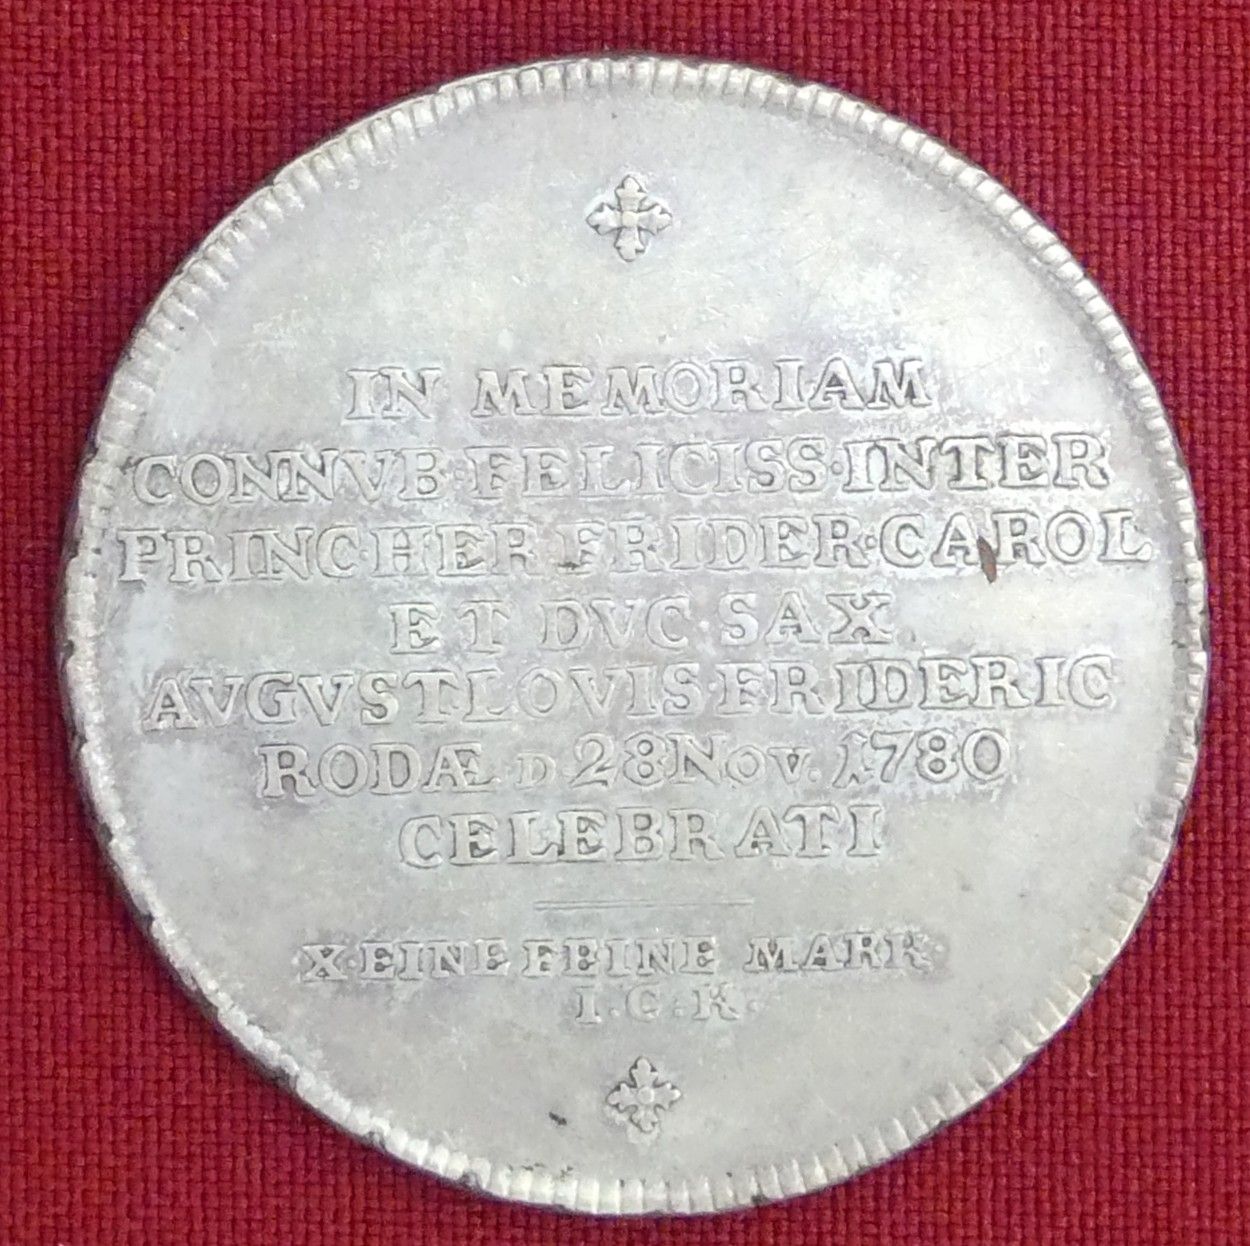 IN MEMORIAM
CONNVB·FELICISS·INTER
PRINC·HER·FRIDER·CAROL
ET DVC·SAX
AVGVST·LOVIS·FRIDERIC
RODÆ D 28 NOV. 1780
CELEBRATI
X·EINE FEINE MARK·
I.C.K.